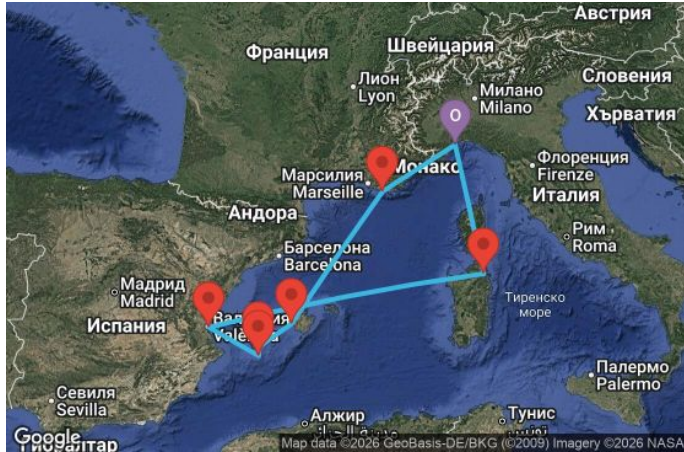 Австрия
Франция
Швейцария
Лион
Lyon
Милано
Milano
Словения
Хърватия
O
Марсилия
Marseille
Монако
Флоренция
Firenze
Италия
Андора
Рим
Roma
Барселона
Barcelona
Мадрид
Madrid
Испания
Тиренско
море
Севиля
Sevilla
Палермо
Palermo
Алжир
Тунис
تونس
Google
Map data ©2026 GeoBasis-DE/BKG (©2009) Imagery ©2026 NASA